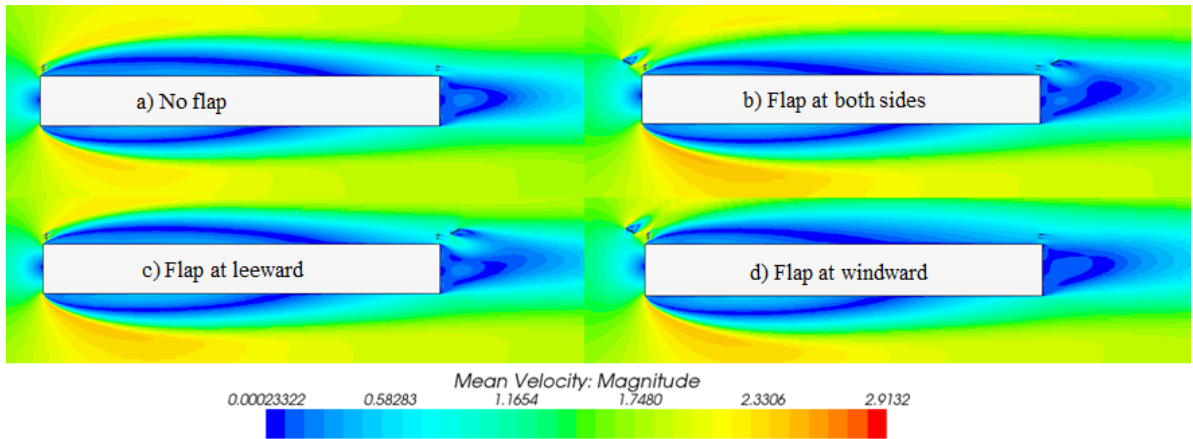 a) No flap
b) Flap at both sides
c) Flap at leeward
d) Flap at windward
Mean Velocity: Magnitude
0.00023322 0.58283 1.1654 1.7480 2.3306 2.9132